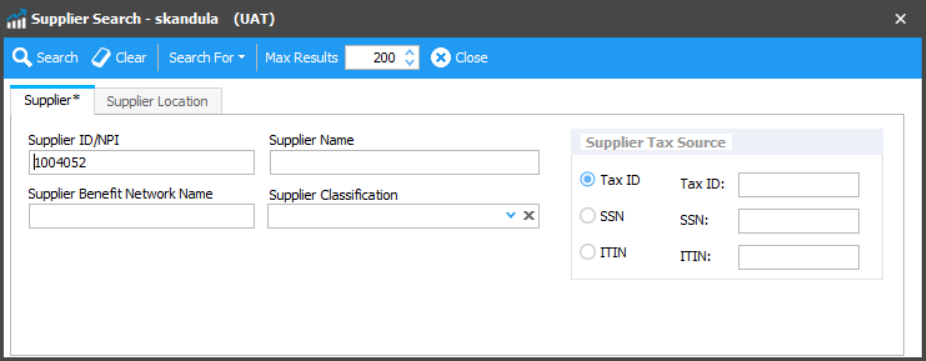 Supplier Search - skandula (UAT)
Search Clear Search For Max Results 200 Close
Supplier* Supplier Location
Supplier ID/NPI Supplier Name
1004052
Supplier Benefit Network Name Supplier Classification
Supplier Tax Source
Tax ID Tax ID:
SSN SSN:
ITIN ITIN: